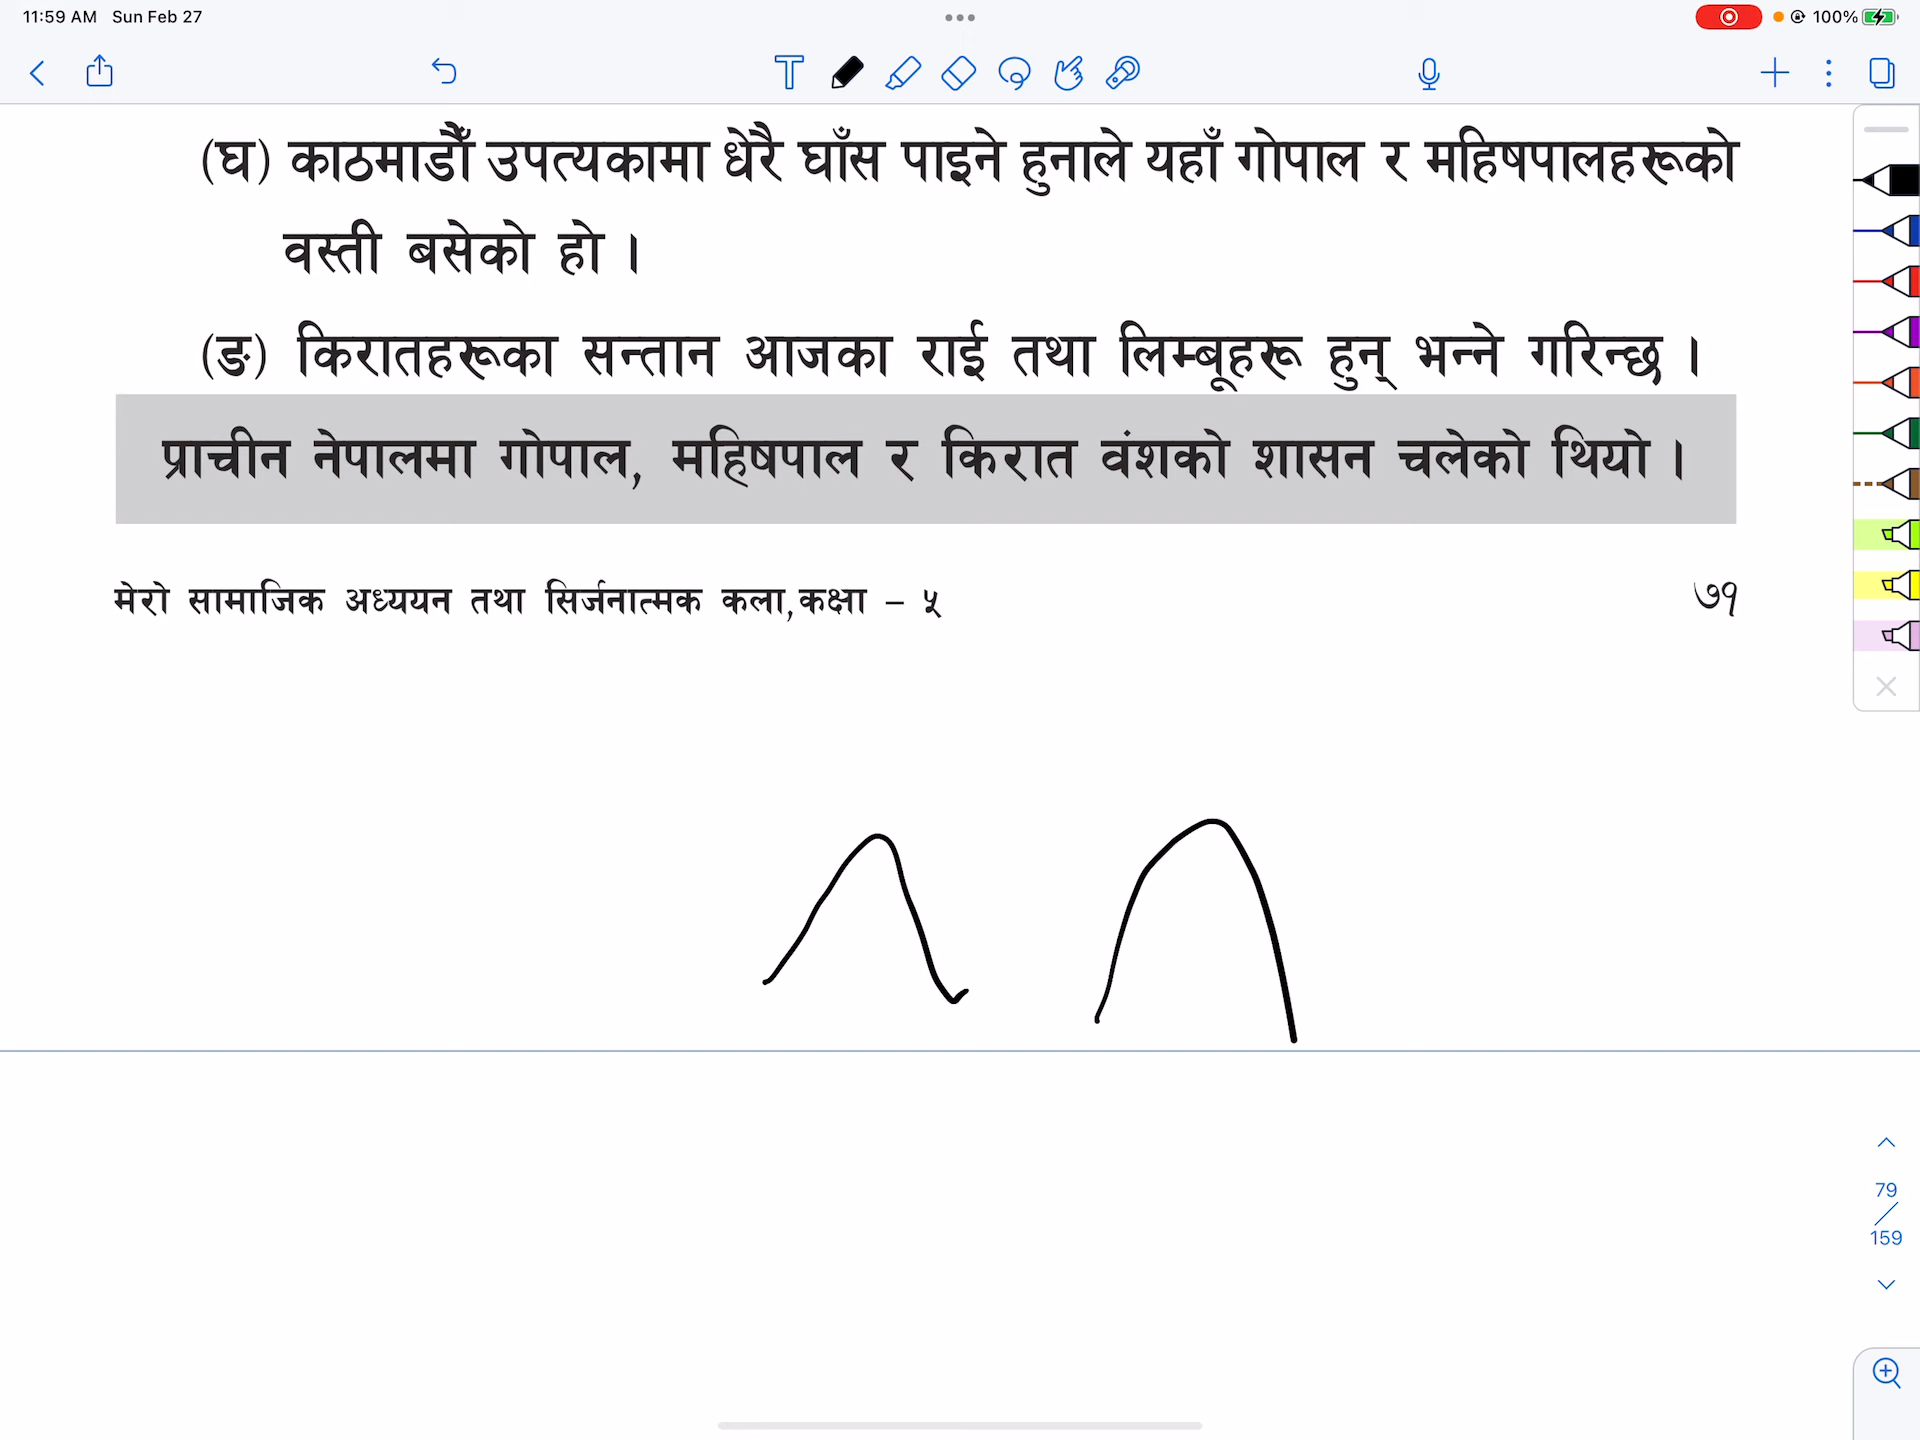 11:59 AM Sun Feb 27
100%
(घ) काठमाडौँ उपत्यकामा धेरै घाँस पाइने हुनाले यहाँ गोपाल र महिषपालहरूको
वस्ती बसेको हो ।
(ङ) किरातहरूका सन्तान आजका राई तथा लिम्बूहरू हुन् भन्ने गरिन्छ ।
प्राचीन नेपालमा गोपाल, महिषपाल र किरात वंशको शासन चलेको थियो ।
मेरो सामाजिक अध्ययन तथा सिर्जनात्मक कला,कक्षा – ५
७१
79
159